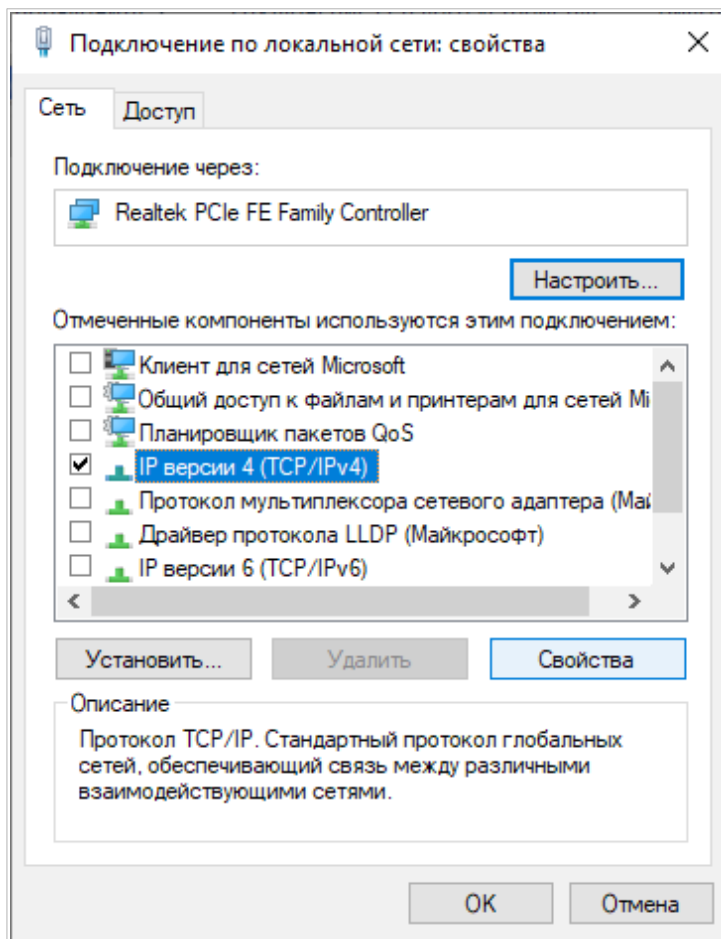 Подключение по локальной сети: свойства
Сеть
Доступ
Подключение через:
Realtek PCIe FE Family Controller
Настроить...
Отмеченные компоненты используются этим подключением:
Клиент для сетей Microsoft
Общий доступ к файлам и принтерам для сетей Mi
Планировщик пакетов QoS
IP версии 4 (TCP/IPv4)
Протокол мультиплексора сетевого адаптера (Май
Драйвер протокола LLDP (Майкрософт)
IP версии 6 (TCP/IPv6)
Установить...
Удалить
Свойства
Описание
Протокол TCP/IP. Стандартный протокол глобальных
сетей, обеспечивающий связь между различными
взаимодействующими сетями.
OK
Отмена